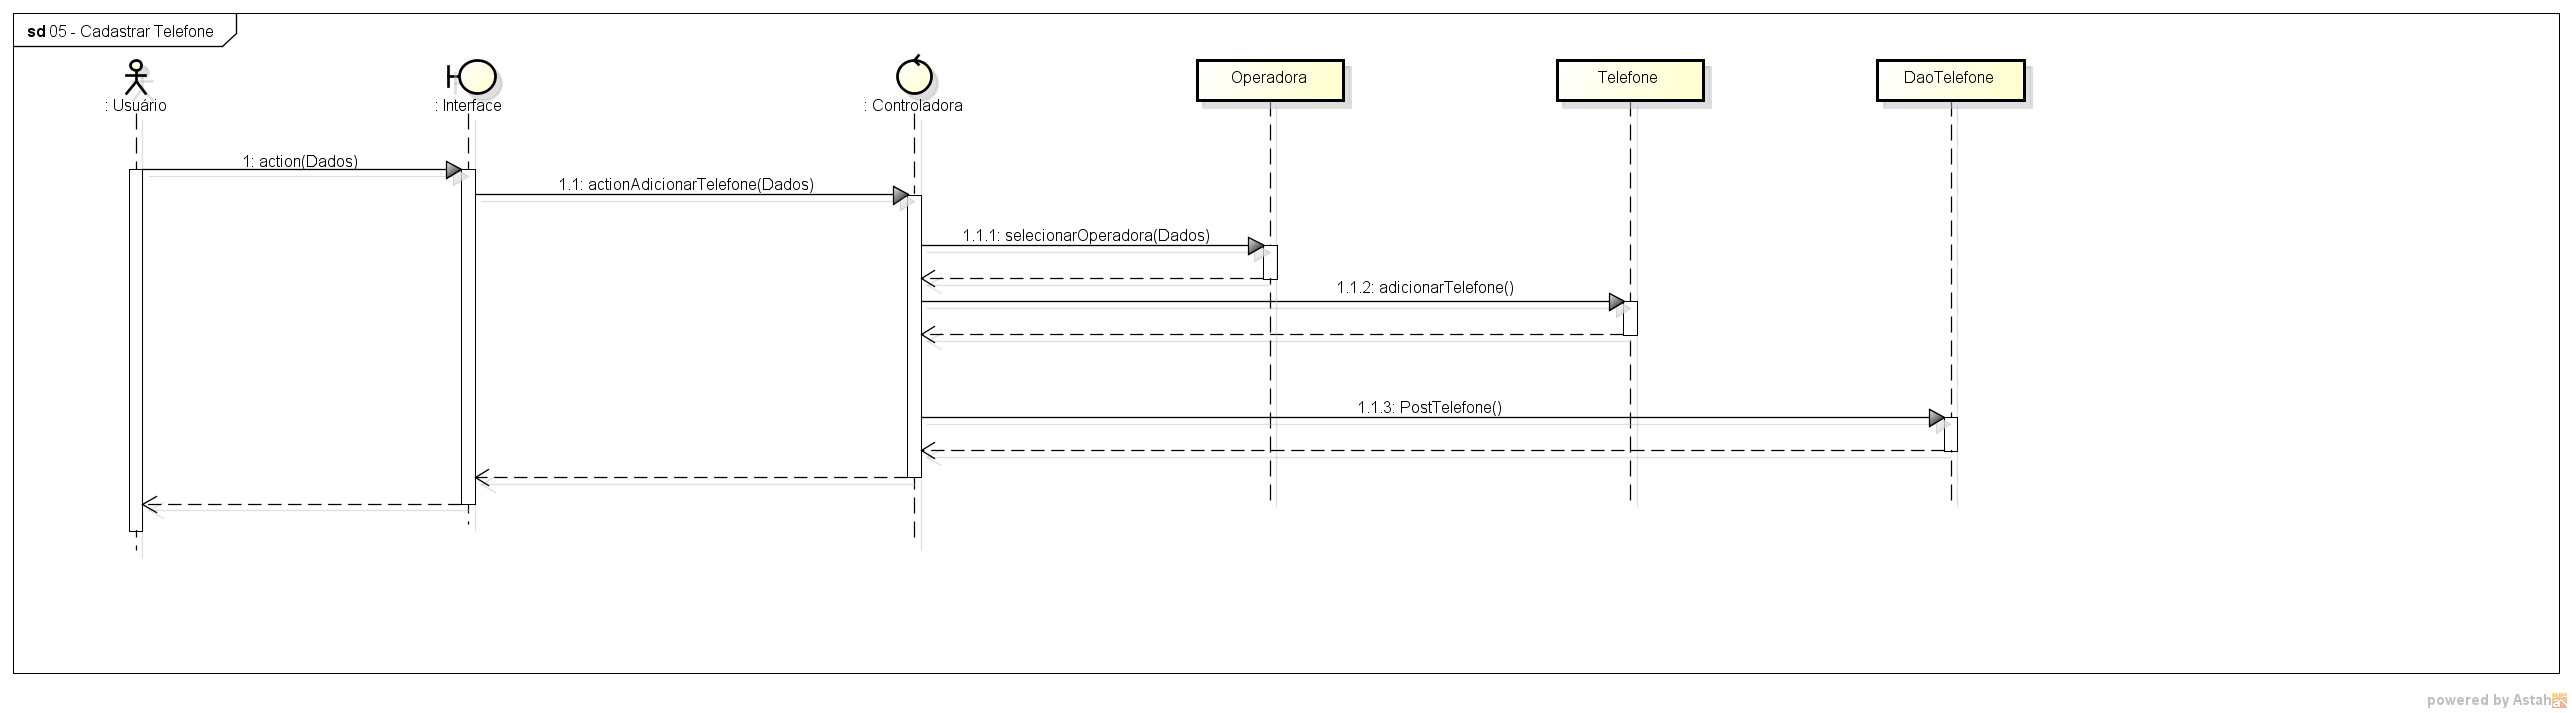 sd 05 - Cadastrar Telefone
: Usuário
: Interface
: Controladora
Operadora
Telefone
DaoTelefone
1: action(Dados)
1.1: actionAdicionarTelefone(Dados)
1.1.1: selecionarOperadora(Dados)
1.1.2: adicionarTelefone()
1.1.3: PostTelefone()
powered by Astah